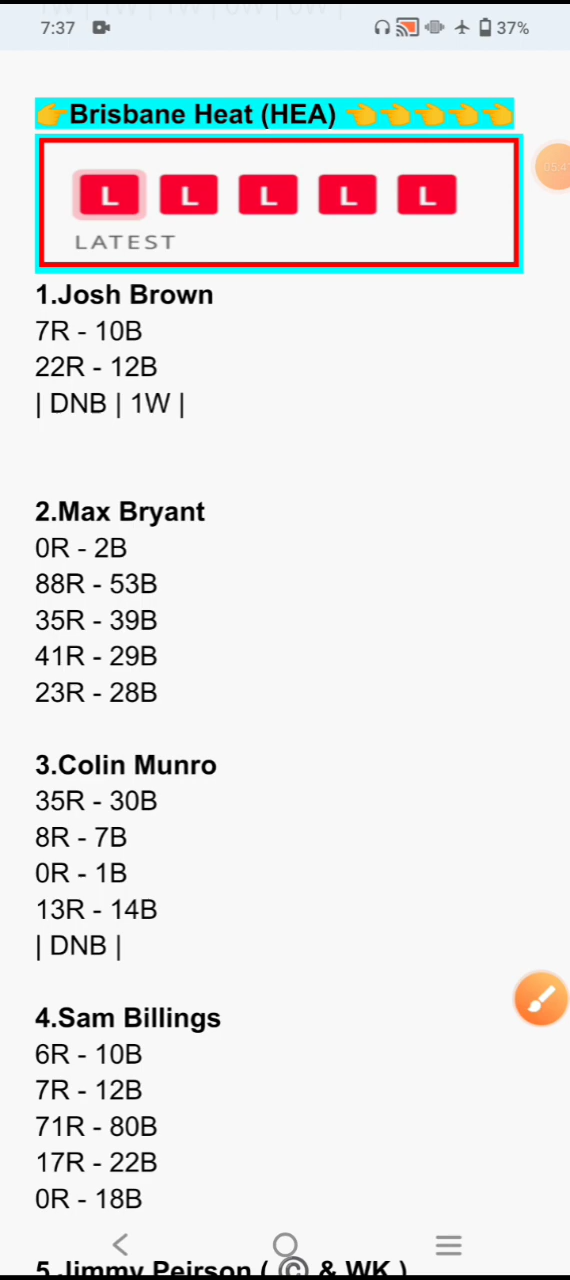 7:37 37%
👉Brisbane Heat (HEA) 👈👈👈👈👈
L L L L L
LATEST
1.Josh Brown
7R - 10B
22R - 12B
| DNB | 1W |
2.Max Bryant
0R - 2B
88R - 53B
35R - 39B
41R - 29B
23R - 28B
3.Colin Munro
35R - 30B
8R - 7B
0R - 1B
13R - 14B
| DNB |
4.Sam Billings
6R - 10B
7R - 12B
71R - 80B
17R - 22B
0R - 18B
5.Jimmy Peirson ( © & WK )